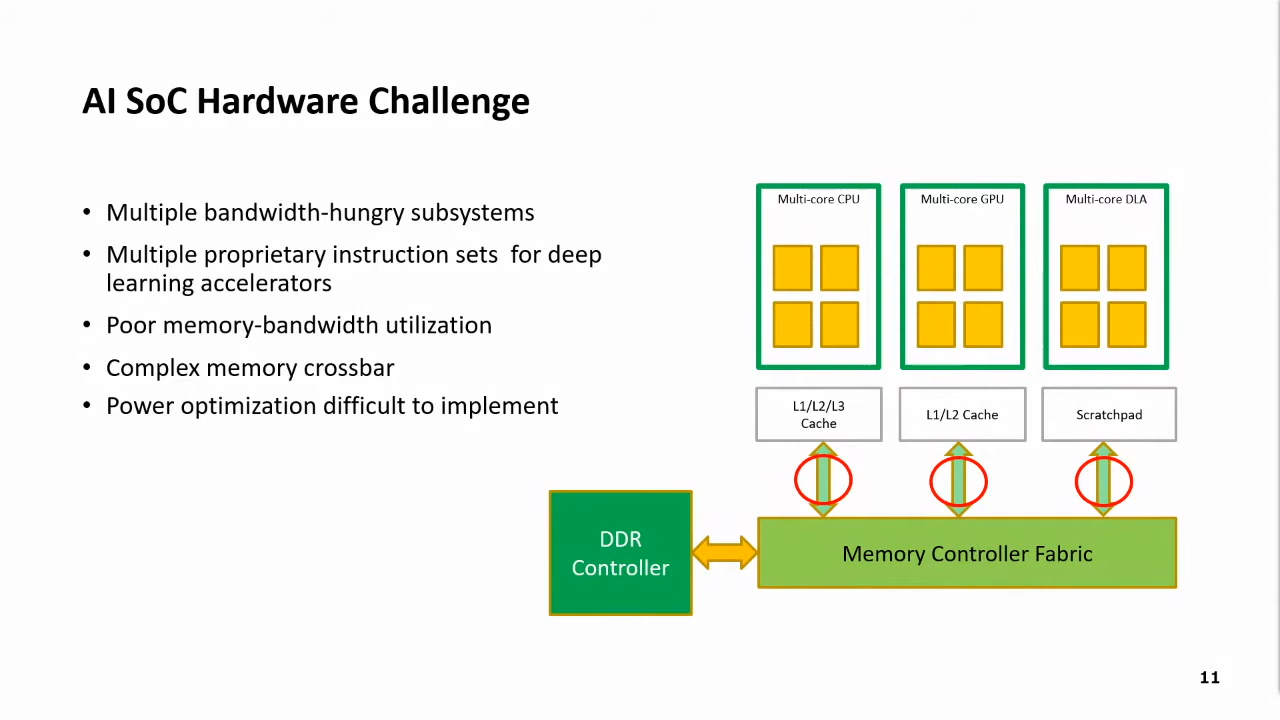 AI SoC Hardware Challenge
• Multiple bandwidth-hungry subsystems
• Multiple proprietary instruction sets  for deep
learning accelerators
• Poor memory-bandwidth utilization
• Complex memory crossbar
• Power optimization difficult to implement
Multi-core CPU
Multi-core GPU
Multi-core DLA
L1/L2/L3
Cache
L1/L2 Cache
Scratchpad
DDR
Controller
Memory Controller Fabric
11